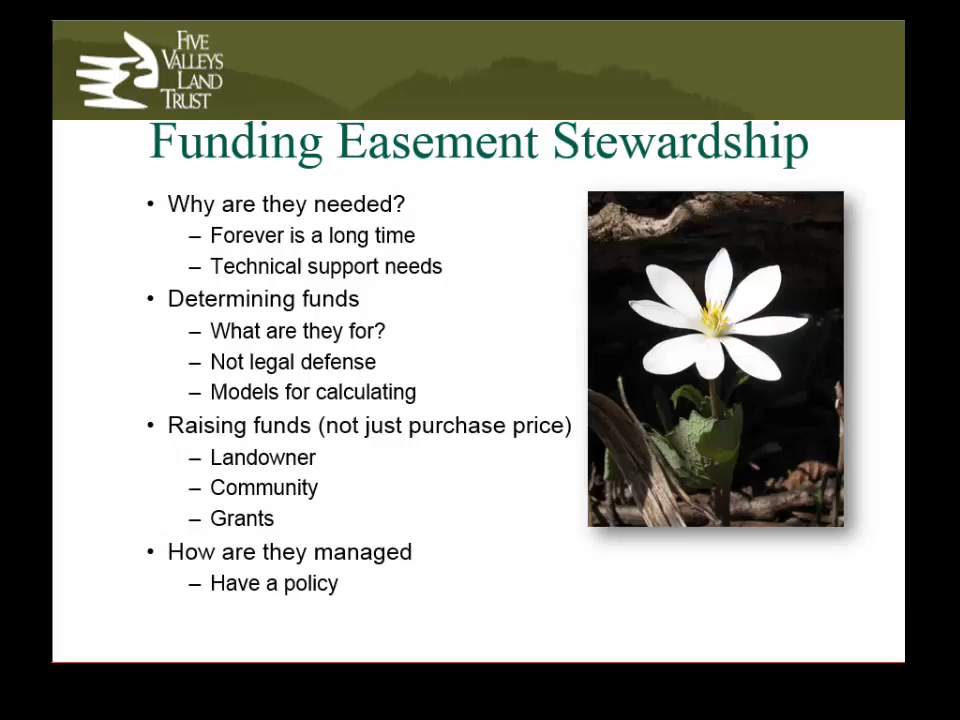 FIVE
VALLEYS
LAND
TRUST
Funding Easement Stewardship
• Why are they needed?
– Forever is a long time
– Technical support needs
• Determining funds
– What are they for?
– Not legal defense
– Models for calculating
• Raising funds (not just purchase price)
– Landowner
– Community
– Grants
• How are they managed
– Have a policy